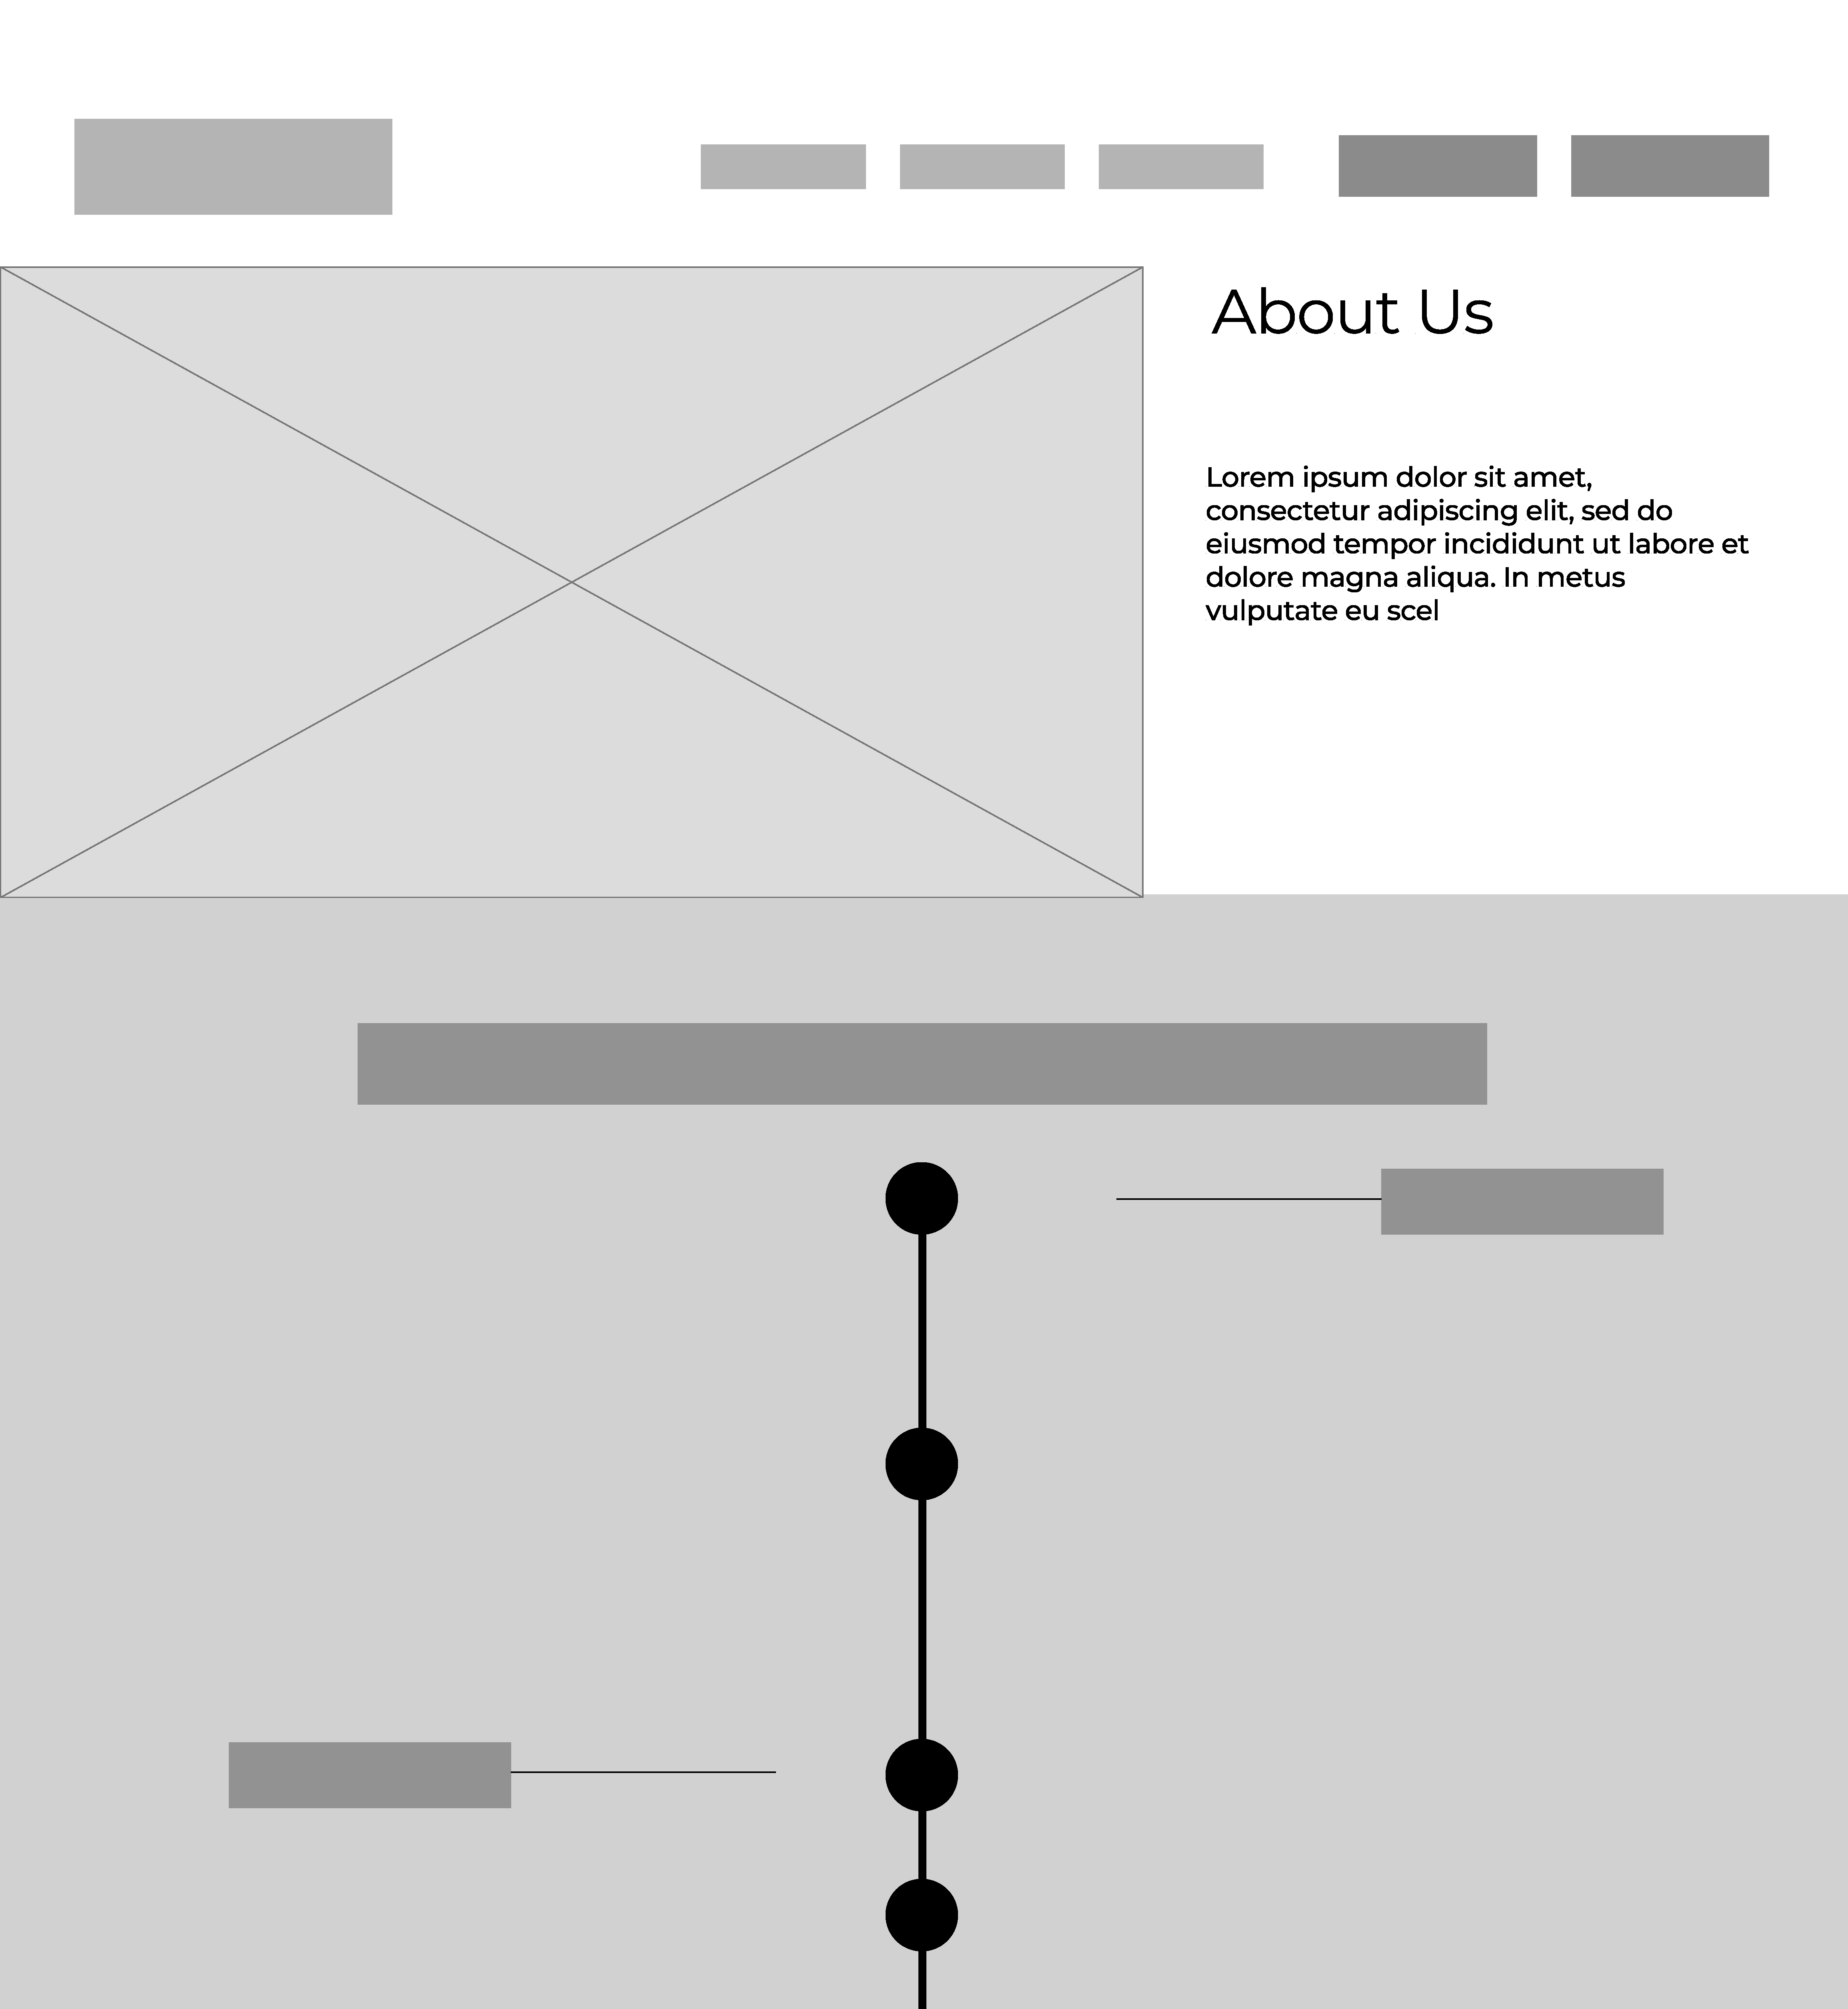 About Us
Lorem ipsum dolor sit amet,
consectetur adipiscing elit, sed do
eiusmod tempor incididunt ut labore et
dolore magna aliqua. In metus
vulputate eu scel